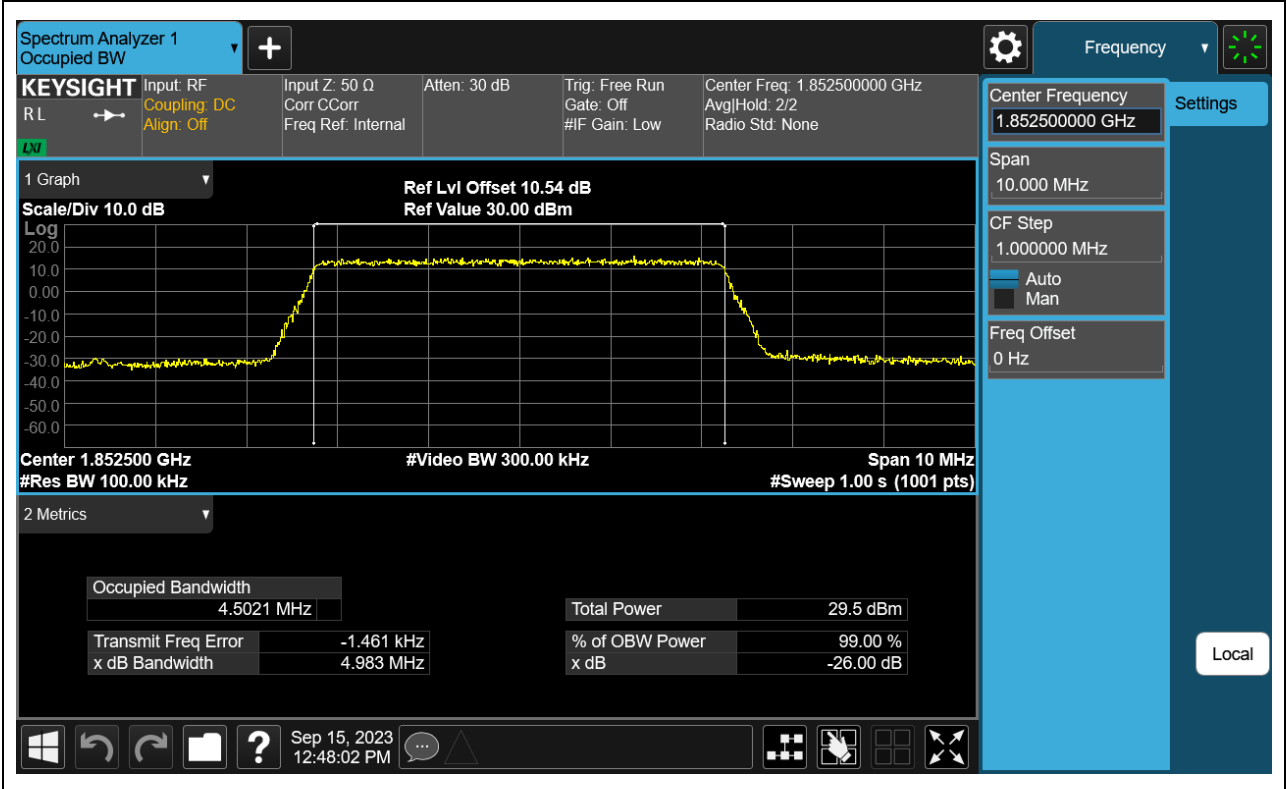 Spectrum Analyzer 1
Occupied BW
Frequency
KEYSIGHT
R L
LXI
Input: RF
Coupling: DC
Align: Off
Input Z: 50 Ω
Corr CCorr
Freq Ref: Internal
Atten: 30 dB
Trig: Free Run
Gate: Off
#IF Gain: Low
Center Freq: 1.852500000 GHz
Avg|Hold: 2/2
Radio Std: None
Center Frequency
1.852500000 GHz
Settings
Span
10.000 MHz
CF Step
1.000000 MHz
Auto
Man
Freq Offset
0 Hz
Local
1 Graph
Scale/Div 10.0 dB
Ref Lvl Offset 10.54 dB
Ref Value 30.00 dBm
Log
20.0
10.0
0.00
-10.0
-20.0
-30.0
-40.0
-50.0
-60.0
Center 1.852500 GHz
#Video BW 300.00 kHz
Span 10 MHz
#Res BW 100.00 kHz
#Sweep 1.00 s (1001 pts)
2 Metrics
Occupied Bandwidth
4.5021 MHz
Total Power 29.5 dBm
Transmit Freq Error -1.461 kHz
% of OBW Power 99.00 %
x dB Bandwidth 4.983 MHz
x dB -26.00 dB
?
Sep 15, 2023
12:48:02 PM